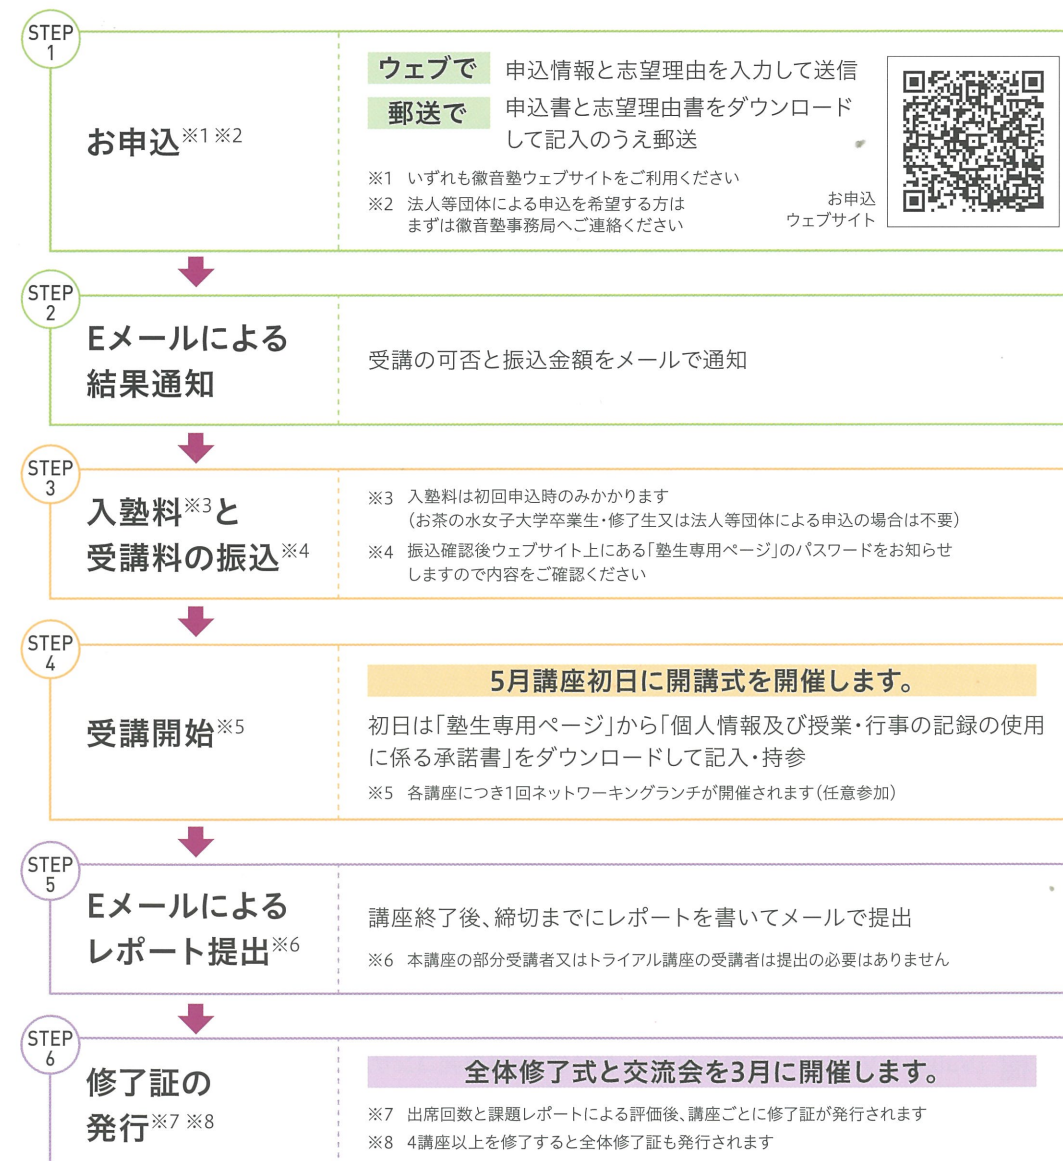 STEP
1
お申込※1 ※2
ウェブで 申込情報と志望理由を入力して送信
郵送で 申込書と志望理由書をダウンロード
して記入のうえ郵送
※1 いずれも徽音塾ウェブサイトをご利用ください
※2 法人等団体による申込を希望する方は
まずは徽音塾事務局へご連絡ください
お申込
ウェブサイト
STEP
2
Eメールによる
結果通知
受講の可否と振込金額をメールで通知
STEP
3
入塾料※3と
受講料の振込※4
※3 入塾料は初回申込時のみかかります
(お茶の水女子大学卒業生・修了生又は法人等団体による申込の場合は不要)
※4 振込確認後ウェブサイト上にある「塾生専用ページ」のパスワードをお知らせ
しますので内容をご確認ください
STEP
4
受講開始※5
5月講座初日に開講式を開催します。
初日は「塾生専用ページ」から「個人情報及び授業・行事の記録の使用
に係る承諾書」をダウンロードして記入・持参
※5 各講座につき1回ネットワーキングランチが開催されます(任意参加)
STEP
5
Eメールによる
レポート提出※6
講座終了後、締切までにレポートを書いてメールで提出
※6 本講座の部分受講者又はトライアル講座の受講者は提出の必要はありません
STEP
6
修了証の
発行※7 ※8
全体修了式と交流会を3月に開催します。
※7 出席回数と課題レポートによる評価後、講座ごとに修了証が発行されます
※8 4講座以上を修了すると全体修了証も発行されます